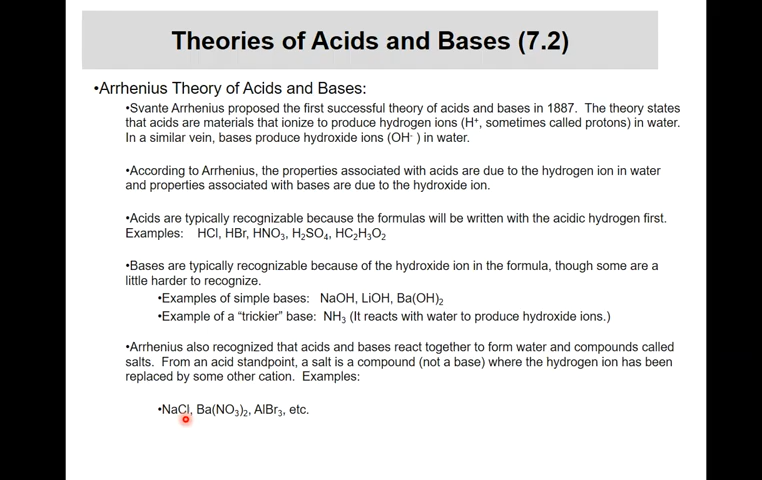 Theories of Acids and Bases (7.2)
•Arrhenius Theory of Acids and Bases:
•Svante Arrhenius proposed the first successful theory of acids and bases in 1887. The theory states
that acids are materials that ionize to produce hydrogen ions (H⁺, sometimes called protons) in water.
In a similar vein, bases produce hydroxide ions (OH⁻ ) in water.
•According to Arrhenius, the properties associated with acids are due to the hydrogen ion in water
and properties associated with bases are due to the hydroxide ion.
•Acids are typically recognizable because the formulas will be written with the acidic hydrogen first.
Examples: HCl, HBr, HNO₃, H₂SO₄, HC₂H₃O₂
•Bases are typically recognizable because of the hydroxide ion in the formula, though some are a
little harder to recognize.
•Examples of simple bases: NaOH, LiOH, Ba(OH)₂
•Example of a “trickier” base: NH₃ (It reacts with water to produce hydroxide ions.)
•Arrhenius also recognized that acids and bases react together to form water and compounds called
salts. From an acid standpoint, a salt is a compound (not a base) where the hydrogen ion has been
replaced by some other cation. Examples:
•NaCl, Ba(NO₃)₂, AlBr₃, etc.